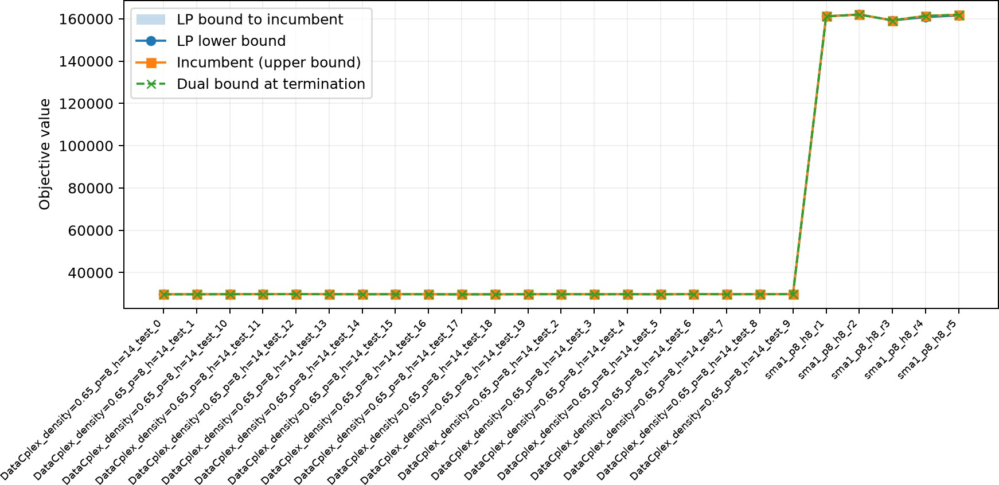 LP bound to incumbent
LP lower bound
Incumbent (upper bound)
Dual bound at termination
Objective value
160000
140000
120000
100000
80000
60000
40000
DataCplex_density=0.65_p=8_h=14_test_0
DataCplex_density=0.65_p=8_h=14_test_1
DataCplex_density=0.65_p=8_h=14_test_10
DataCplex_density=0.65_p=8_h=14_test_11
DataCplex_density=0.65_p=8_h=14_test_12
DataCplex_density=0.65_p=8_h=14_test_13
DataCplex_density=0.65_p=8_h=14_test_14
DataCplex_density=0.65_p=8_h=14_test_15
DataCplex_density=0.65_p=8_h=14_test_16
DataCplex_density=0.65_p=8_h=14_test_17
DataCplex_density=0.65_p=8_h=14_test_18
DataCplex_density=0.65_p=8_h=14_test_19
DataCplex_density=0.65_p=8_h=14_test_2
DataCplex_density=0.65_p=8_h=14_test_3
DataCplex_density=0.65_p=8_h=14_test_4
DataCplex_density=0.65_p=8_h=14_test_5
DataCplex_density=0.65_p=8_h=14_test_6
DataCplex_density=0.65_p=8_h=14_test_7
DataCplex_density=0.65_p=8_h=14_test_8
DataCplex_density=0.65_p=8_h=14_test_9
sma1_p8_h8_r1
sma1_p8_h8_r2
sma1_p8_h8_r3
sma1_p8_h8_r4
sma1_p8_h8_r5